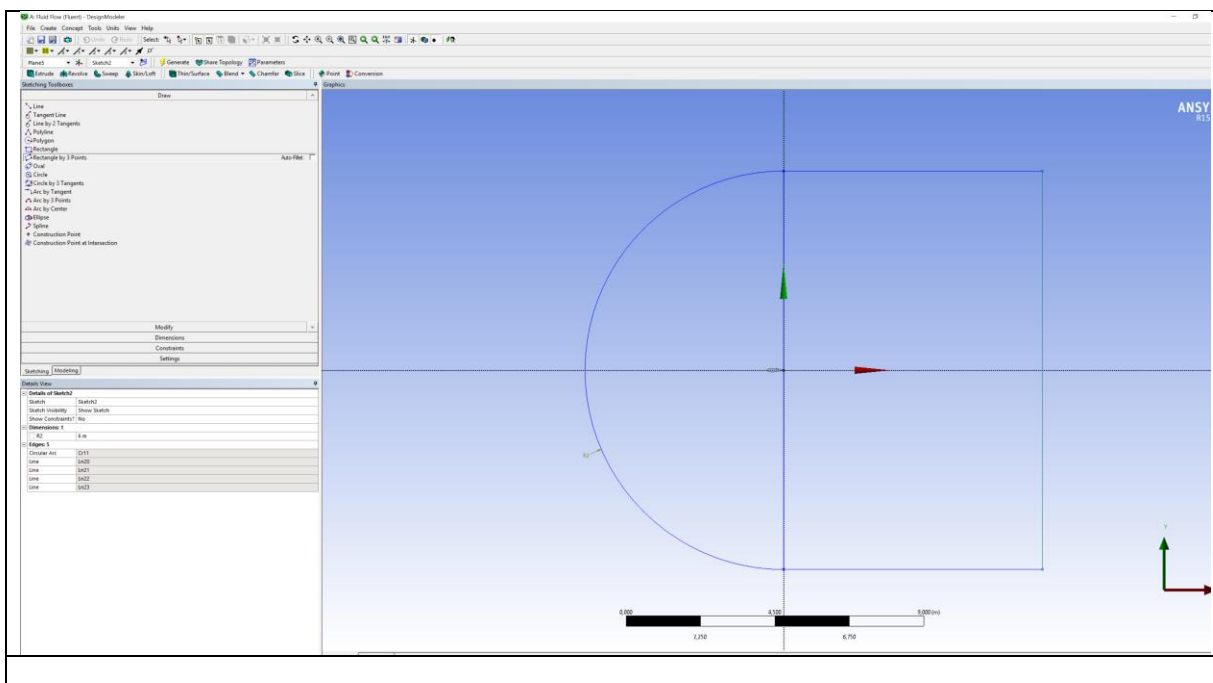 A: Fluid Flow (Fluent) - DesignModeler
File Create Concept Tools Units View Help
Undo Redo Select:
Plane5 Sketch2 Generate Share Topology Parameters
Extrude Revolve Sweep Skin/Loft Thin/Surface Blend Chamfer Slice Point Conversion
Sketching Toolboxes
Draw
Line
Tangent Line
Line by 2 Tangents
Polyline
Polygon
Rectangle
Rectangle by 3 Points Auto-Fillet:
Oval
Circle
Circle by 3 Tangents
Arc by Tangent
Arc by 3 Points
Arc by Center
Ellipse
Spline
Construction Point
Construction Point at Intersection
Modify
Dimensions
Constraints
Settings
Sketching Modeling
Details View
Details of Sketch2
Sketch Sketch2
Sketch Visibility Show Sketch
Show Constraints? No
Dimensions: 1
R2 6 m
Edges: 5
Circular Arc Cr11
Line Ln20
Line Ln21
Line Ln22
Line Ln23
Graphics
ANSY
R15
R2
0,000 4,500 9,000 (m)
2,250 6,750
Y